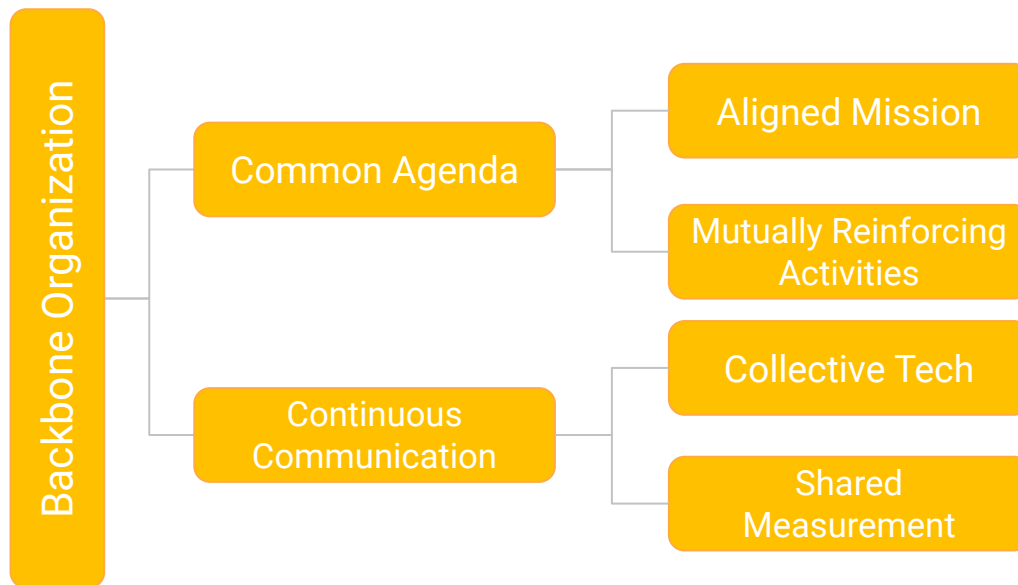 Backbone Organization
Common Agenda
Aligned Mission
Mutually Reinforcing
Activities
Continuous
Communication
Collective Tech
Shared
Measurement